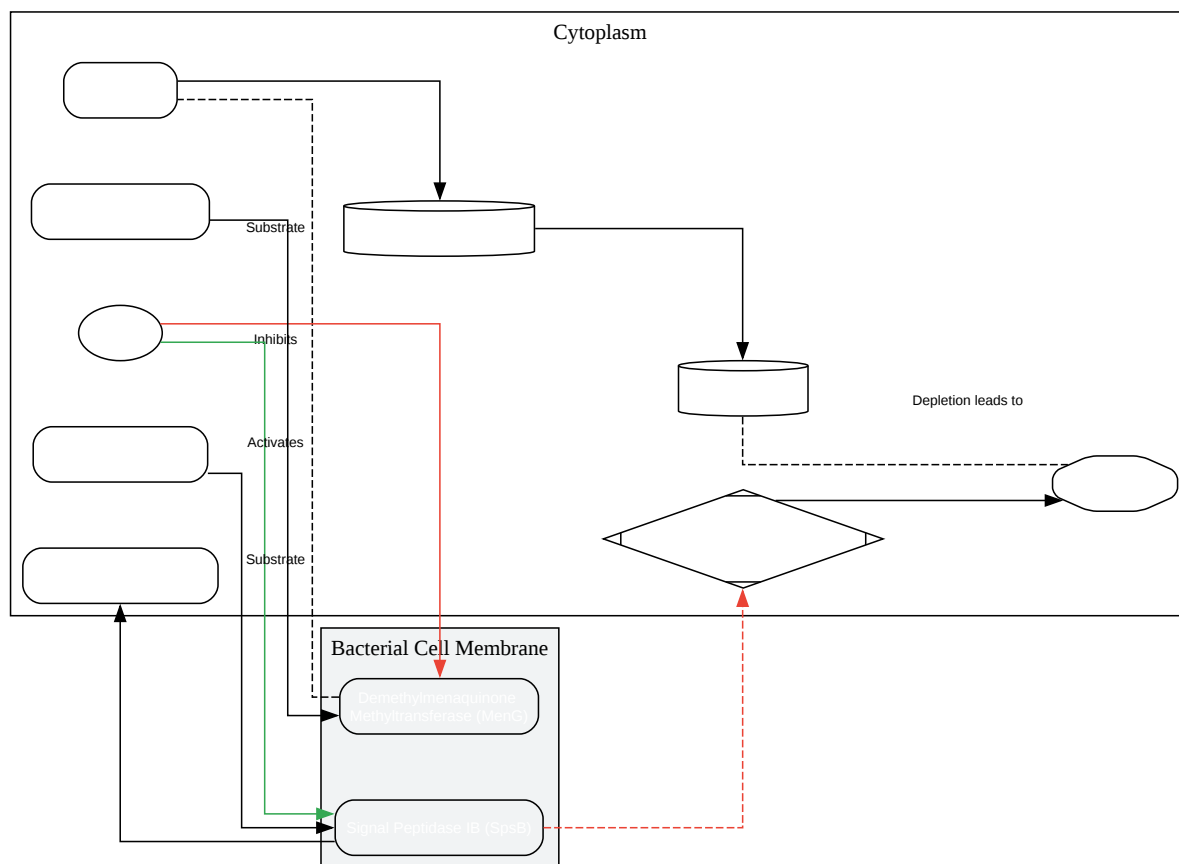 Cytoplasm
Substrate
Inhibits
Depletion leads to
Activates
Substrate
Bacterial Cell Membrane
Demethylmenaquinone
Methyltransferase (MenG)
Signal Peptidase IB (SpsB)